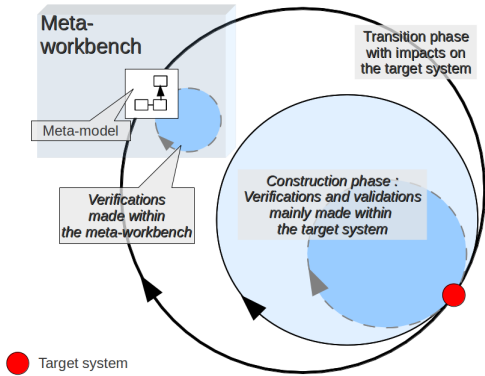 Meta-
workbench
Transition phase
with impacts on
the target system
Meta-model
Construction phase :
Verifications and validations
mainly made within
the target system
Verifications
made within
the meta-workbench
Target system